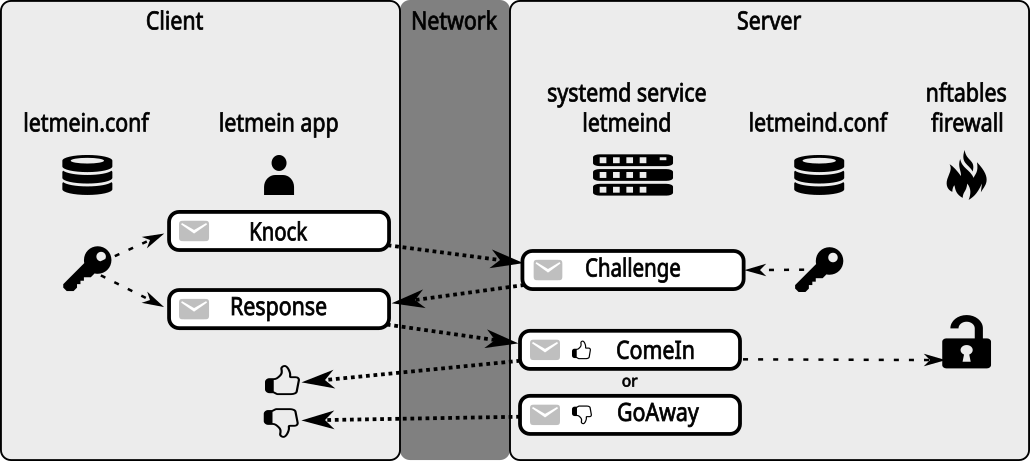 Client
Network
Server
letmein.conf
letmein app
systemd service
letmeind
letmeind.conf
nftables
firewall
Knock
Challenge
Response
ComeIn
or
GoAway